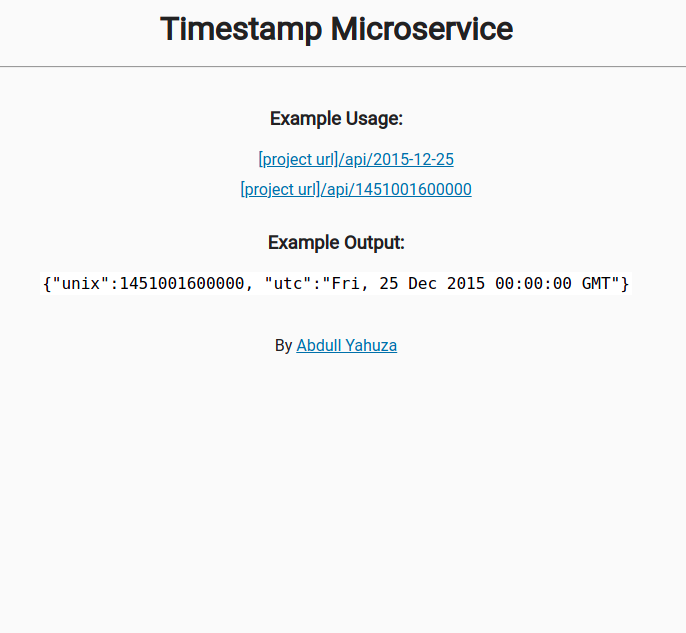 Timestamp Microservice
Example Usage:
[project url]/api/2015-12-25
[project url]/api/1451001600000
Example Output:
{"unix":1451001600000, "utc":"Fri, 25 Dec 2015 00:00:00 GMT"}
By Abdull Yahuza